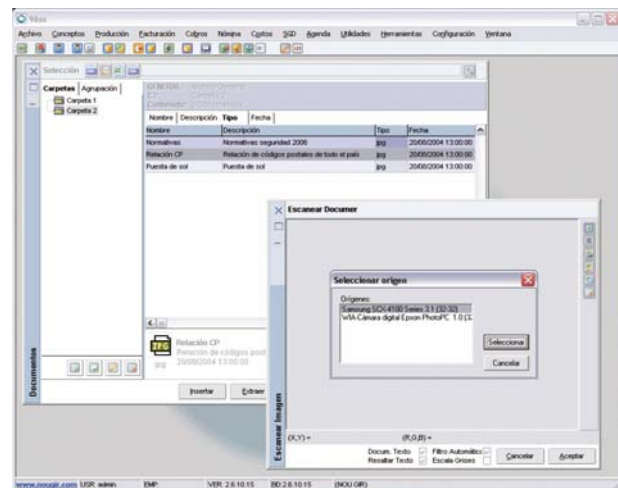 Archivo Conceptos Producción Facturación Cobros Nómina Costos SGD Agenda Utilidades Herramientas Configuración Ventana
Selección
Carpetas Agrupación
Carpeta 1
Carpeta 2
GENERAL
Nombre Descripción Tipo Fecha
Nombre Descripción Tipo Fecha
Normativas Normativas seguridad 2006 jpg 20/08/2004 13:00:00
Relación CP Relación de códigos postales de todo el país jpg 20/08/2004 13:00:00
Puesta de sol Puesta de sol jpg 20/08/2004 13:00:00
Escanear Documer
Seleccionar origen
Orígenes:
Samsung SCX-4100 Series 3.1 (32-32)
WIA-Cámara digital Epson PhotoPC 1.0 (3
Seleccionar
Cancelar
JPG
Relación CP
Relación de códigos post
jpg 20/08/2004 13:00:00
Documentos
Insertar Extraer
Escanear Imagen
(X,Y) = (R,G,B) =
Docum. Texto Filtro Automático
Resaltar Texto Escala Grises
Cancelar Aceptar
www.nougir.com USR: admin EMP: VER: 2.6.10.15 BD:2.6.10.15 (NOU GIR)